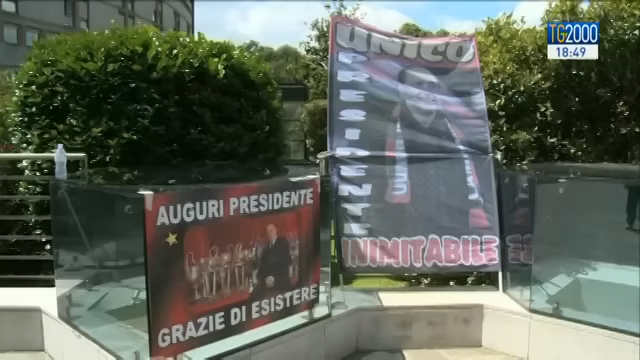 TG2000
18:49
UNICO
PRESIDENTE
INIMITABILE
AUGURI PRESIDENTE
GRAZIE DI ESISTERE